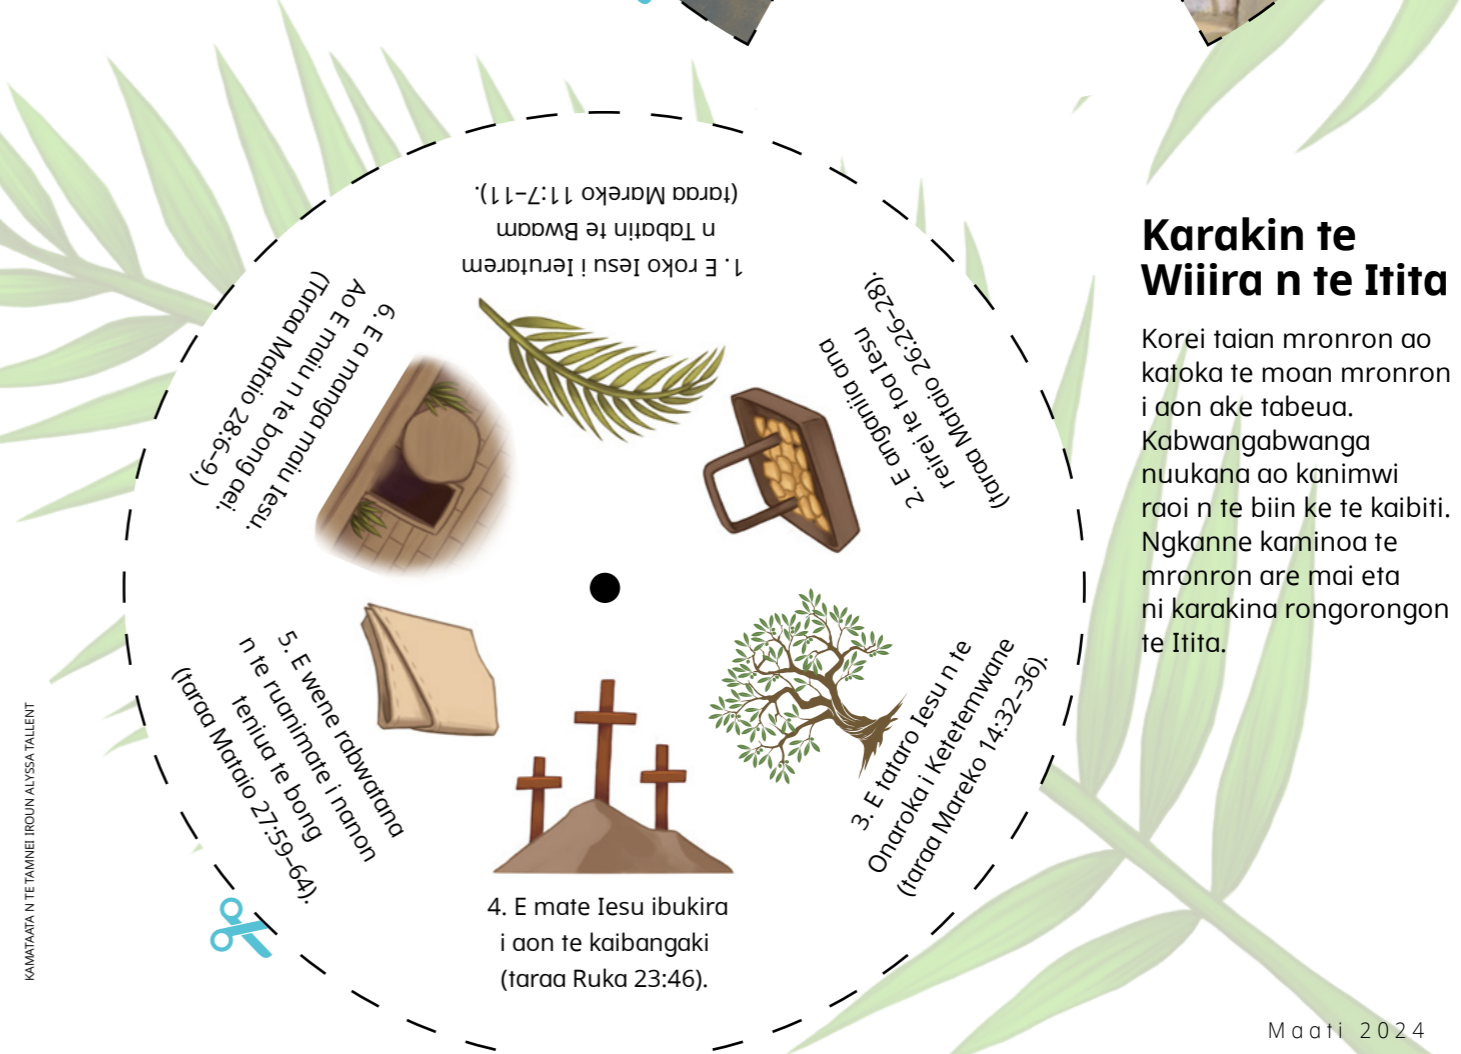 Karakin te
Wiiira n te Itita
Korei taian mronron ao
katoka te moan mronron
i aon ake tabeua.
Kabwangabwanga
nuukana ao kanimwi
raoi n te biin ke te kaibiti.
Ngkanne kaminoa te
mronron are mai eta
ni karakina rongorongon
te Itita.
1. E roko Iesu i Ierutarem
n Tabatin te Bwaam
(taraa Mareko 11:7–11).
2. E anganiia ana
reirei te toa Iesu
(taraa Mataio 26:26–28).
3. E tataro Iesu n te
Onaroka i Ketetemwane
(taraa Mareko 14:32–36).
4. E mate Iesu ibukira
i aon te kaibangaki
(taraa Ruka 23:46).
5. E wene rabwatana
n te ruanimate i nanon
teniua te bong
(taraa Mataio 27:59–64).
6. E a manga maiu Iesu.
Ao E maiu n te bong aei.
(Taraa Mataio 28:6–9.)
KAMATAATA N TE TAMNEI IROUN ALYSSA TALLENT
Maati 2024